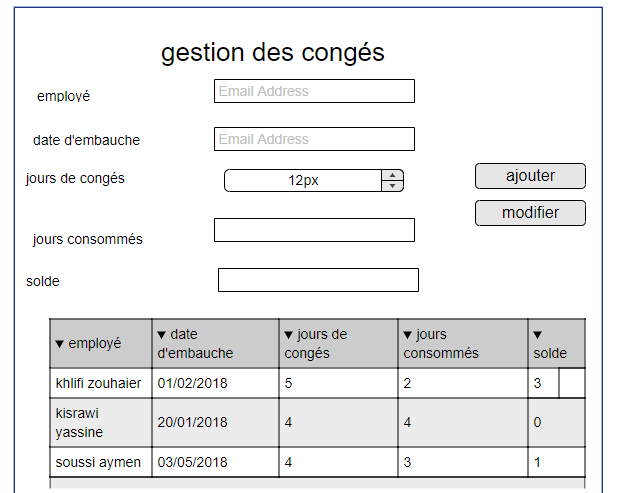 gestion des congés
employé
Email Address
date d'embauche
Email Address
jours de congés
12px
ajouter
modifier
jours consommés
solde
▼ employé ▼ date d'embauche ▼ jours de congés ▼ jours consommés ▼ solde
khlifi zouhaier 01/02/2018 5 2 3
kisrawi yassine 20/01/2018 4 4 0
soussi aymen 03/05/2018 4 3 1